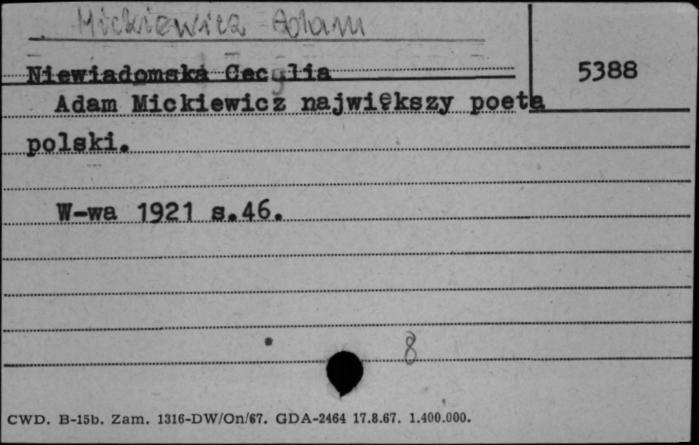 Mickiewicz Adam
Niewiadomska Cecylia
5388
Adam Mickiewicz największy poeta
polski.
W-wa 1921 s.46.
8
CWD. B-15b. Zam. 1316-DW/On/67. GDA-2464 17.8.67. 1.400.000.